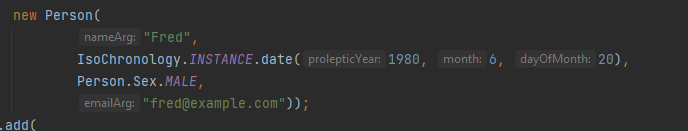 new Person(
nameArg: "Fred",
IsoChronology.INSTANCE.date( prolepticYear: 1980, month: 6, dayOfMonth: 20),
Person.Sex.MALE,
emailArg: "fred@example.com"));
.add(